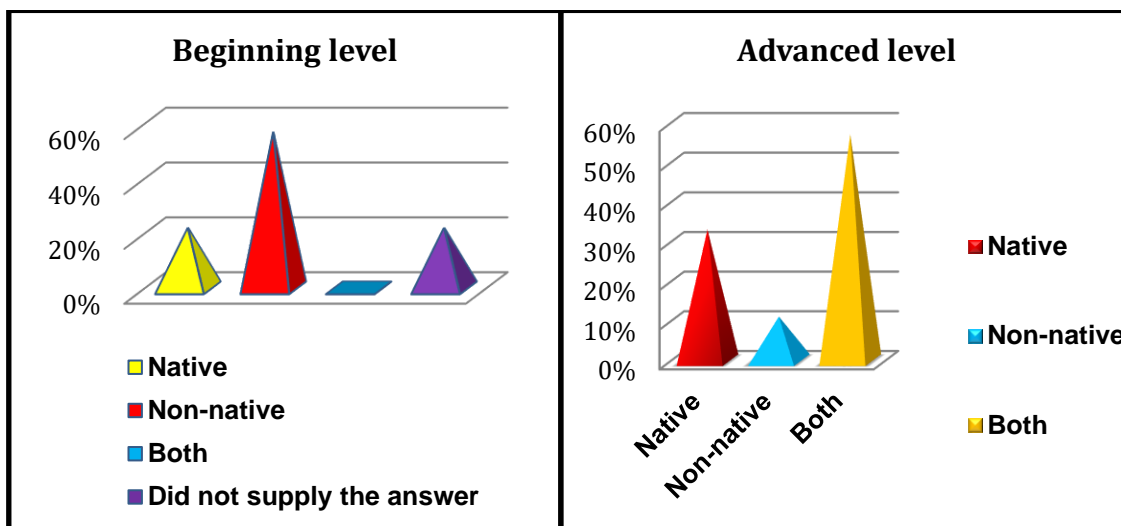 Beginning level
60%
40%
20%
0%
Native
Non-native
Both
Did not supply the answer
Advanced level
60%
50%
40%
30%
20%
10%
0%
Native
Non-native
Both
Native
Non-native
Both